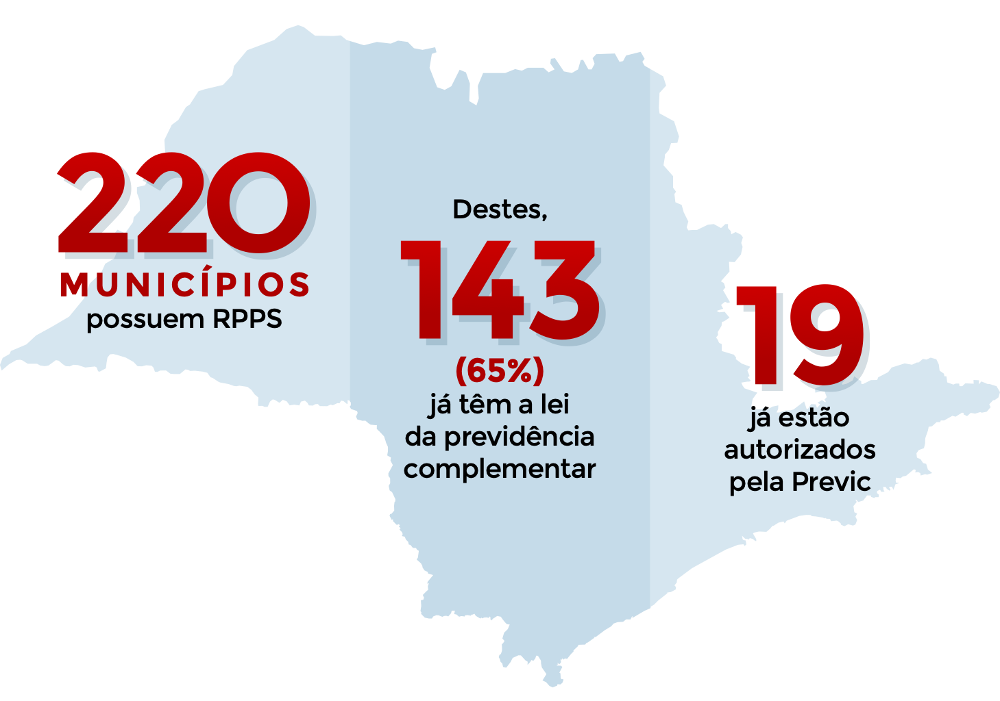 220
MUNICÍPIOS
possuem RPPS
Destes,
143
(65%)
já têm a lei
da previdência
complementar
19
já estão
autorizados
pela Previc